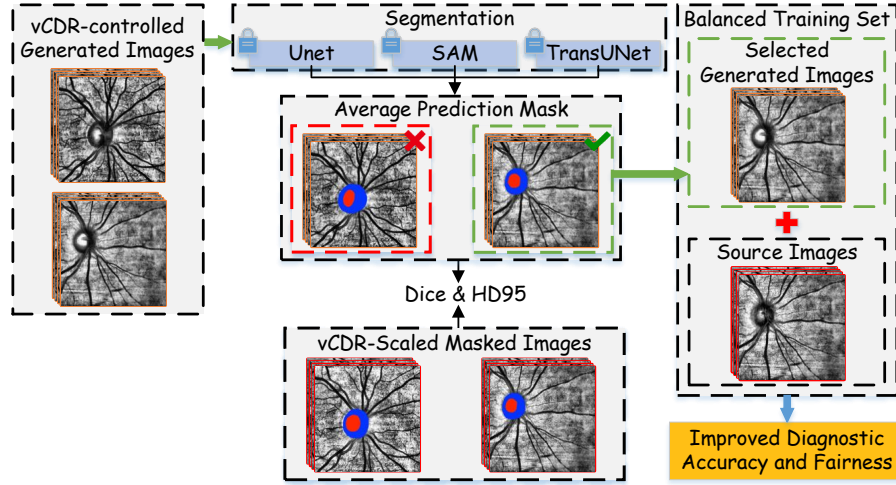 vCDR-controlled
Generated Images
Segmentation
Unet
SAM
TransUNet
Average Prediction Mask
Dice & HD95
vCDR-Scaled Masked Images
Balanced Training Set
Selected
Generated Images
Source Images
Improved Diagnostic
Accuracy and Fairness